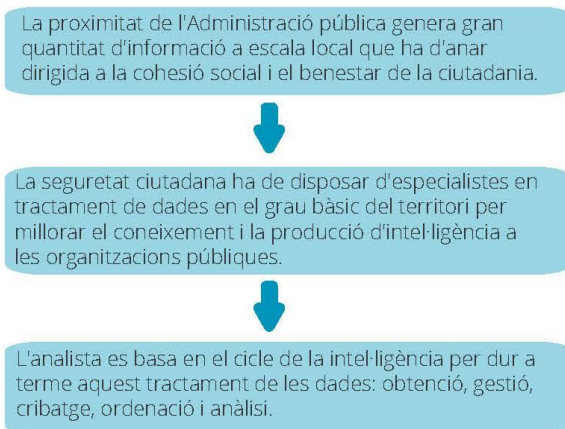 La proximitat de l'Administració pública genera gran
quantitat d'informació a escala local que ha d'anar
dirigida a la cohesió social i el benestar de la ciutadania.
La seguretat ciutadana ha de disposar d'especialistes en
tractament de dades en el grau bàsic del territori per
millorar el coneixement i la producció d'intel·ligència a
les organitzacions públiques.
L'analista es basa en el cicle de la intel·ligència per dur a
terme aquest tractament de les dades: obtenció, gestió,
cribatge, ordenació i anàlisi.